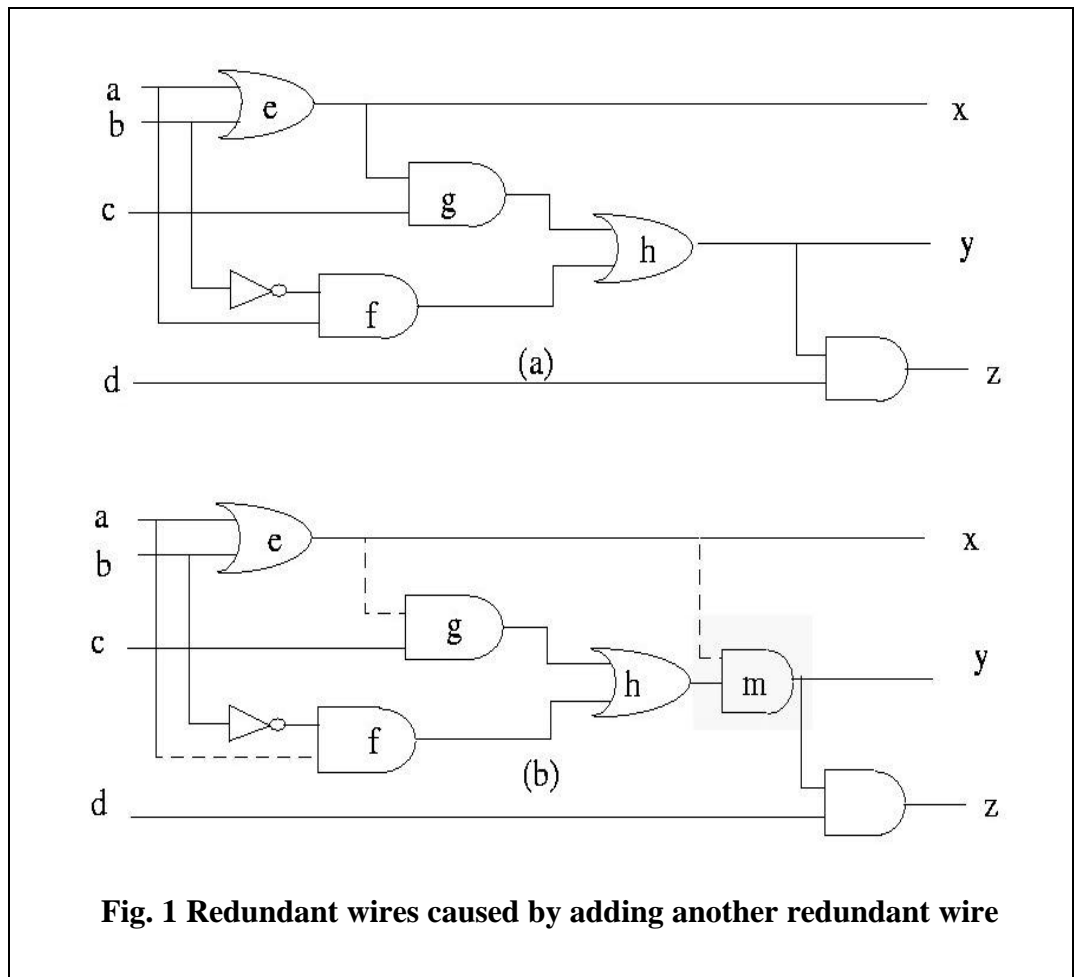 a
e
x
b
c
g
h
y
f
(a)
d
z
a
e
x
b
g
c
y
h
m
f
(b)
d
z
Fig. 1 Redundant wires caused by adding another redundant wire